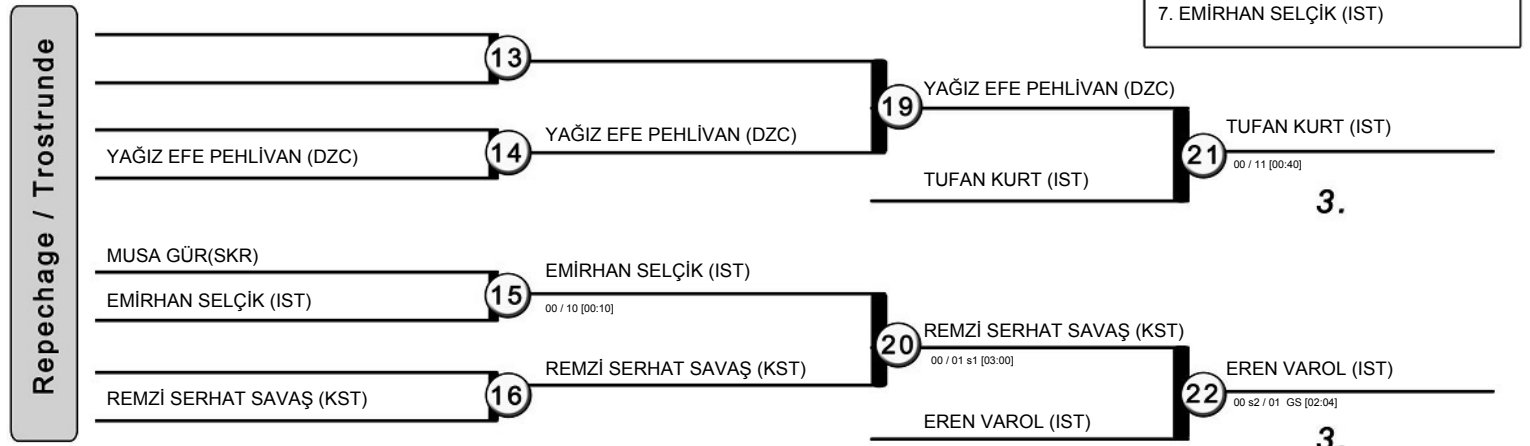 Repechage / Trostrunde
7. EMİRHAN SELÇİK (IST)
13
YAĞIZ EFE PEHLİVAN (DZC)
14
YAĞIZ EFE PEHLİVAN (DZC)
19
YAĞIZ EFE PEHLİVAN (DZC)
TUFAN KURT (IST)
21
TUFAN KURT (IST)
00 / 11 [00:40]
3.
MUSA GÜR(SKR)
EMİRHAN SELÇİK (IST)
15
EMİRHAN SELÇİK (IST)
00 / 10 [00:10]
REMZİ SERHAT SAVAŞ (KST)
16
REMZİ SERHAT SAVAŞ (KST)
20
REMZİ SERHAT SAVAŞ (KST)
00 / 01 s1 [03:00]
EREN VAROL (IST)
22
EREN VAROL (IST)
00 s2 / 01 GS [02:04]
3.